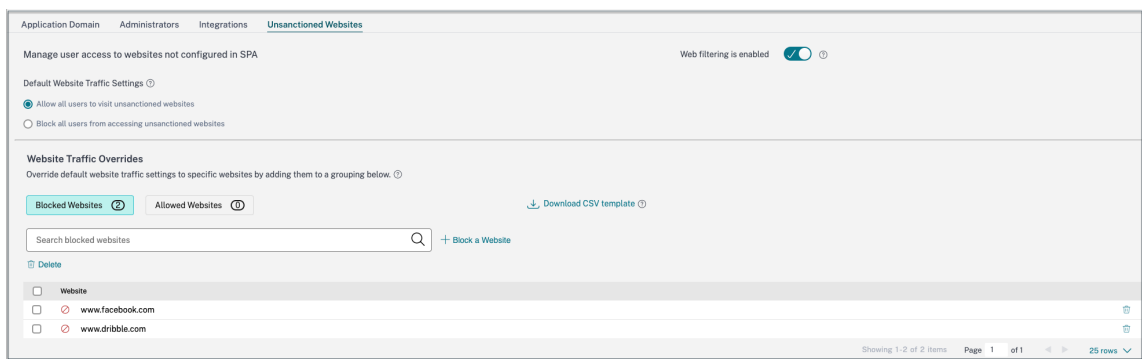 Application Domain Administrators Integrations Unsanctioned Websites
Manage user access to websites not configured in SPA Web filtering is enabled
Default Website Traffic Settings
Allow all users to visit unsanctioned websites
Block all users from accessing unsanctioned websites
Website Traffic Overrides
Override default website traffic settings to specific websites by adding them to a grouping below.
Blocked Websites 2 Allowed Websites 0 Download CSV template
Search blocked websites Block a Website
Delete
Website
www.facebook.com
www.dribble.com
Showing 1-2 of 2 items Page 1 of 1 25 rows